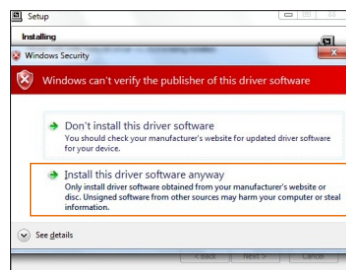 Setup
Installing
Windows Security
Windows can't verify the publisher of this driver software
Don't install this driver software
You should check your manufacturer's website for updated driver software
for your device.
Install this driver software anyway
Only install driver software obtained from your manufacturer's website or
disc. Unsigned software from other sources may harm your computer or steal
information.
See details
< Back Next > Cancel